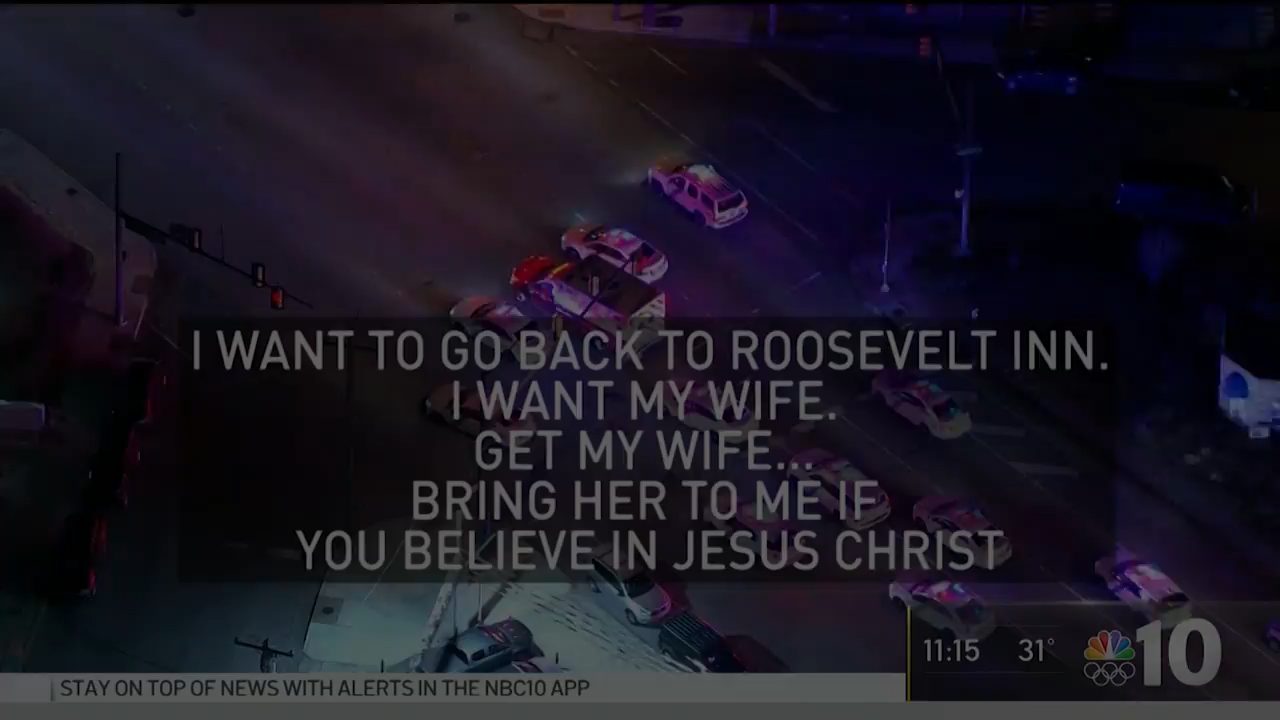 I WANT TO GO BACK TO ROOSEVELT INN.
I WANT MY WIFE.
GET MY WIFE...
BRING HER TO ME IF
YOU BELIEVE IN JESUS CHRIST
11:15 31° 10
STAY ON TOP OF NEWS WITH ALERTS IN THE NBC10 APP